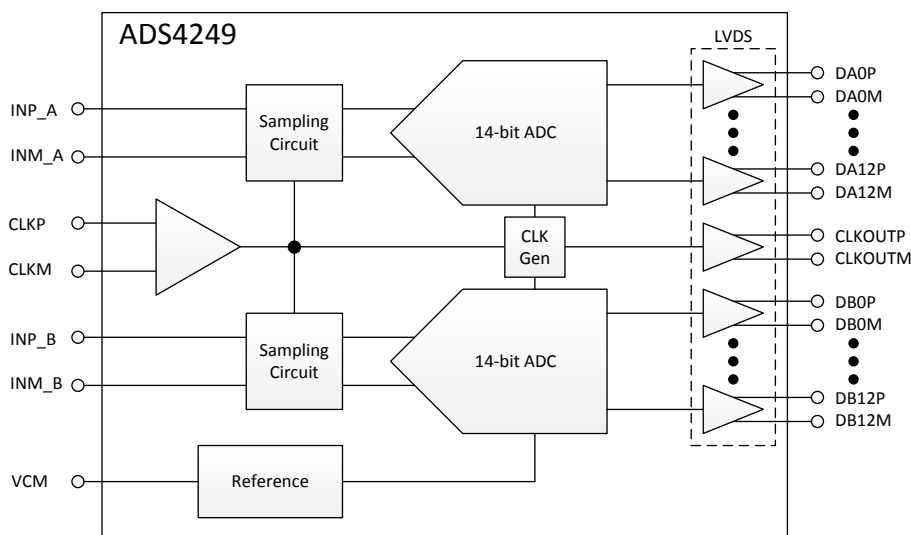 ADS4249
LVDS
INP_A
INM_A
Sampling
Circuit
14-bit ADC
DA0P
DA0M
DA12P
DA12M
CLKP
CLKM
CLK
Gen
CLKOUTP
CLKOUTM
INP_B
INM_B
Sampling
Circuit
14-bit ADC
DB0P
DB0M
DB12P
DB12M
VCM
Reference